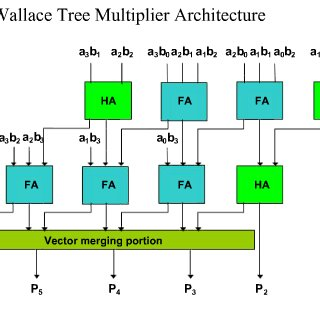 Wallace Tree Multiplier Architecture
a₃b₁ a₂b₂ a₃b₀ a₂b₁ a₁b₂ a₂b₀ a₁b₁ a₀b₂
HA FA FA
a₃b₂ a₂b₃ a₁b₃ a₀b₃
FA FA FA HA
Vector merging portion
P₅ P₄ P₃ P₂